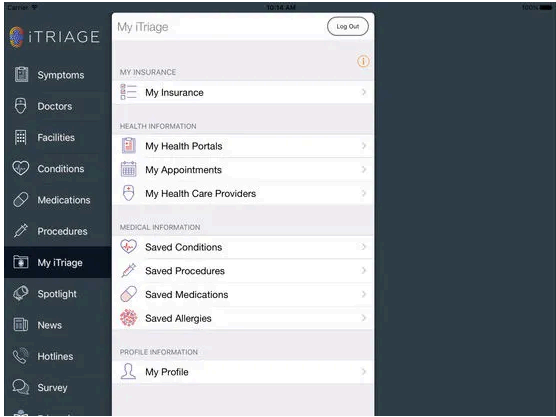 Carrier
10:16 AM
100%
iTRIAGE
Symptoms
Doctors
Facilities
Conditions
Medications
Procedures
My iTriage
Spotlight
News
Hotlines
Survey
My iTriage
Log Out
MY INSURANCE
My Insurance
HEALTH INFORMATION
My Health Portals
My Appointments
My Health Care Providers
MEDICAL INFORMATION
Saved Conditions
Saved Procedures
Saved Medications
Saved Allergies
PROFILE INFORMATION
My Profile